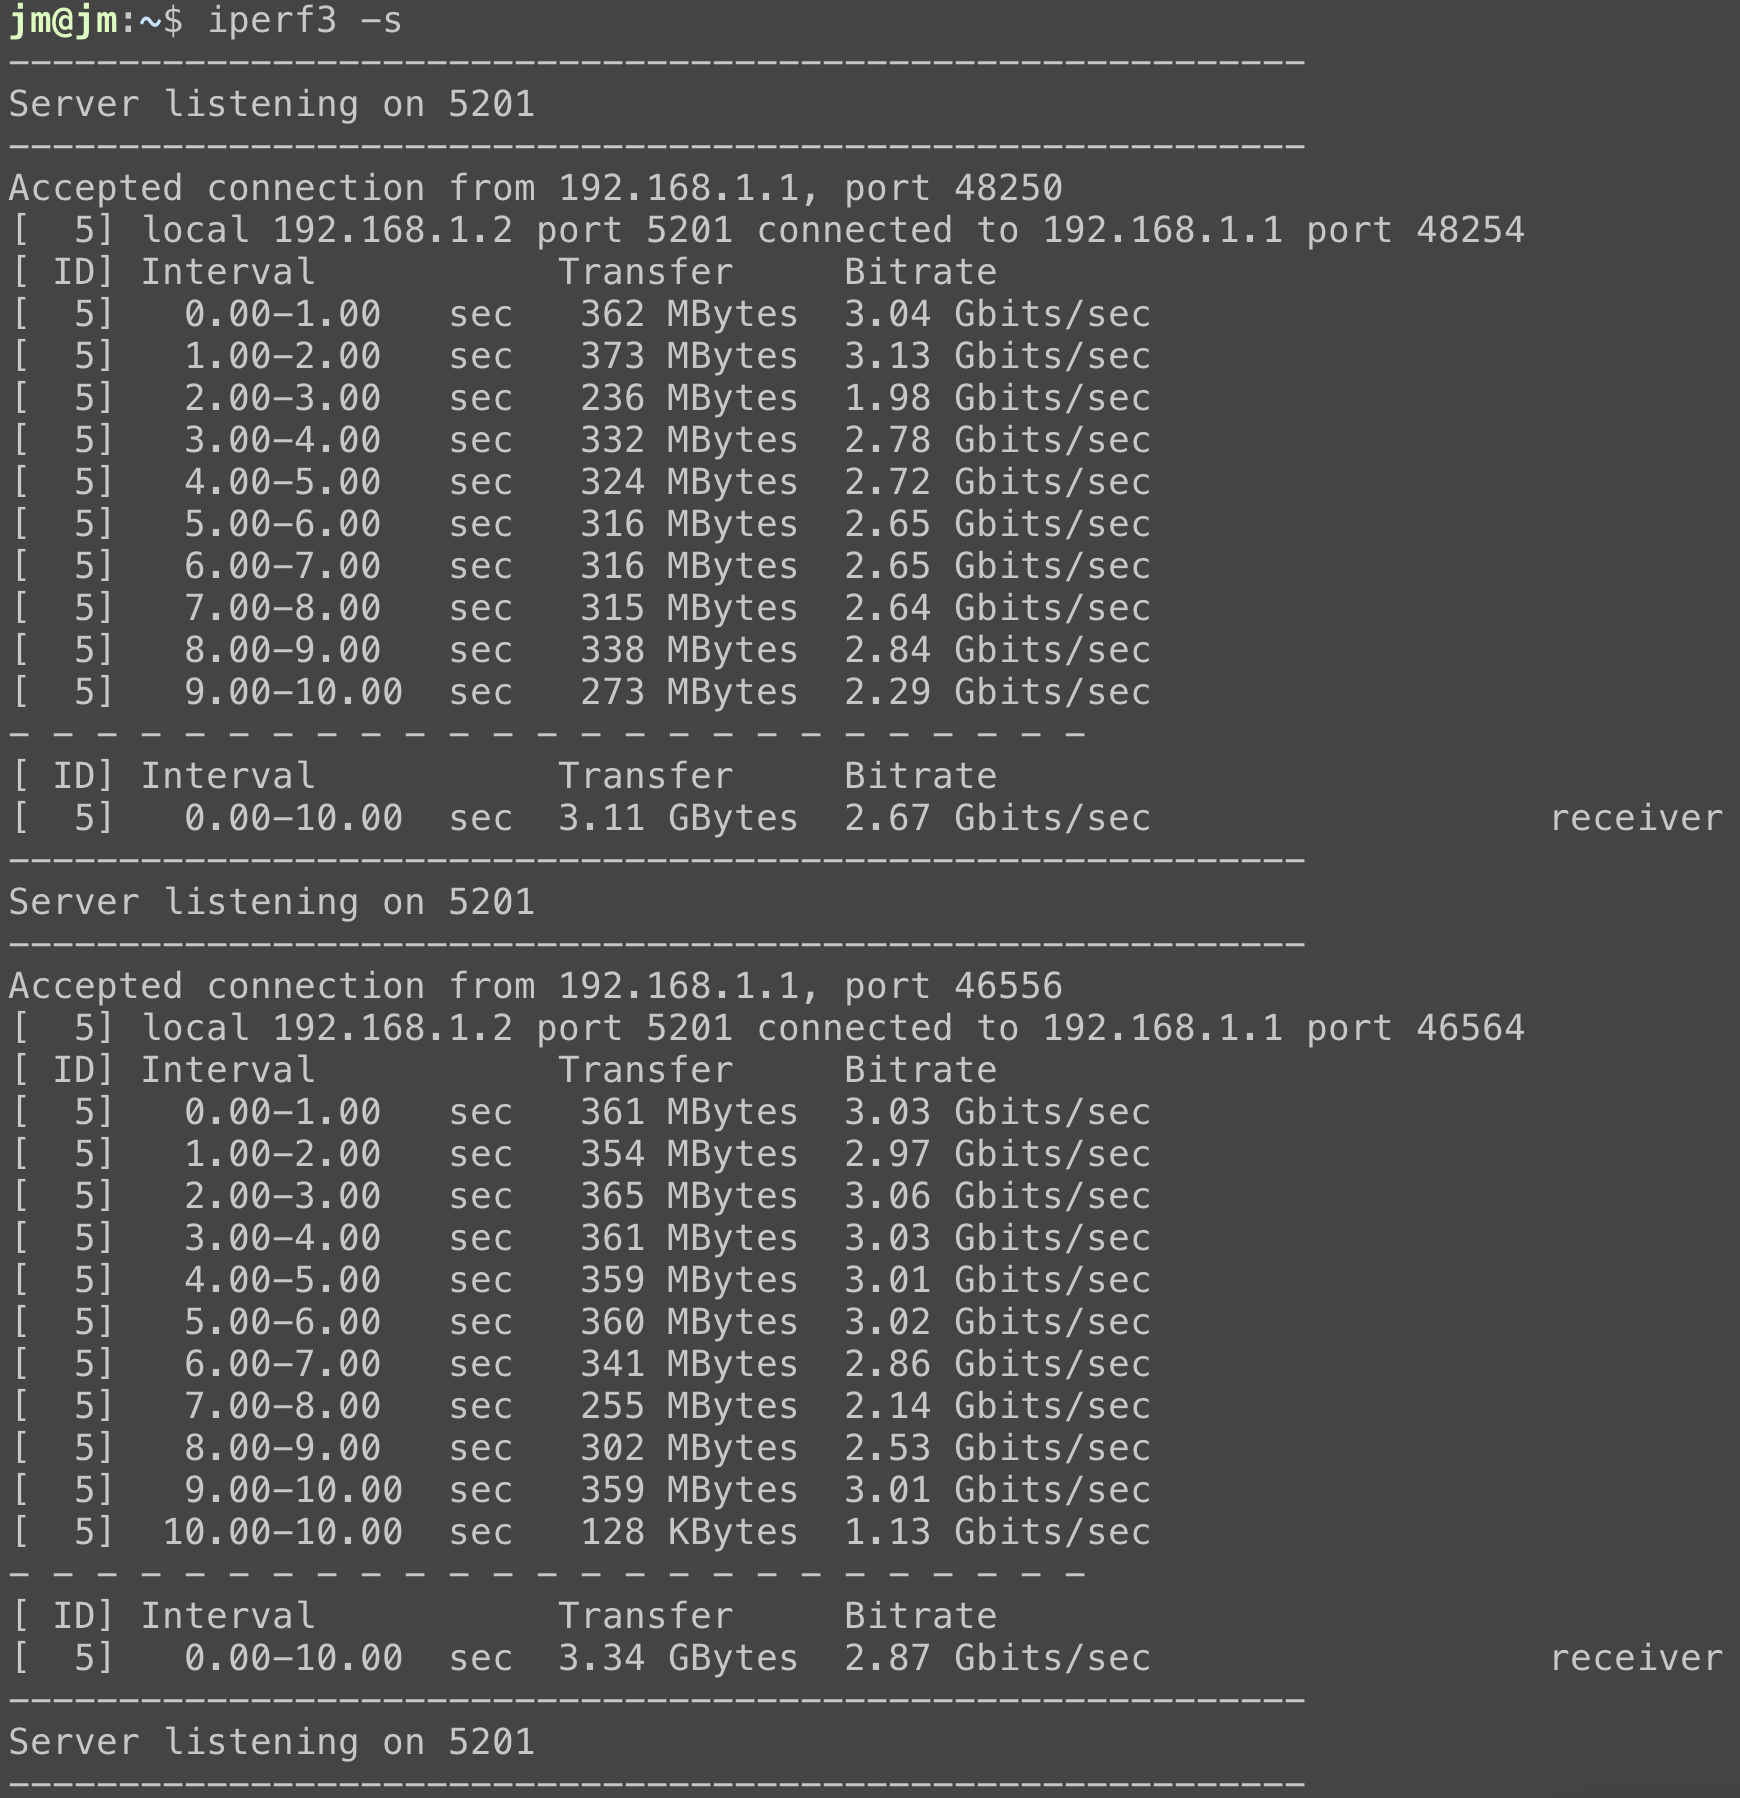 jm@jm:~$ iperf3 -s
-----------------------------------------------------------
Server listening on 5201
-----------------------------------------------------------
Accepted connection from 192.168.1.1, port 48250
[  5] local 192.168.1.2 port 5201 connected to 192.168.1.1 port 48254
[ ID] Interval           Transfer     Bitrate
[  5]   0.00-1.00   sec   362 MBytes  3.04 Gbits/sec
[  5]   1.00-2.00   sec   373 MBytes  3.13 Gbits/sec
[  5]   2.00-3.00   sec   236 MBytes  1.98 Gbits/sec
[  5]   3.00-4.00   sec   332 MBytes  2.78 Gbits/sec
[  5]   4.00-5.00   sec   324 MBytes  2.72 Gbits/sec
[  5]   5.00-6.00   sec   316 MBytes  2.65 Gbits/sec
[  5]   6.00-7.00   sec   316 MBytes  2.65 Gbits/sec
[  5]   7.00-8.00   sec   315 MBytes  2.64 Gbits/sec
[  5]   8.00-9.00   sec   338 MBytes  2.84 Gbits/sec
[  5]   9.00-10.00  sec   273 MBytes  2.29 Gbits/sec
- - - - - - - - - - - - - - - - - - - - - - - - -
[ ID] Interval           Transfer     Bitrate
[  5]   0.00-10.00  sec  3.11 GBytes  2.67 Gbits/sec                  receiver
-----------------------------------------------------------
Server listening on 5201
-----------------------------------------------------------
Accepted connection from 192.168.1.1, port 46556
[  5] local 192.168.1.2 port 5201 connected to 192.168.1.1 port 46564
[ ID] Interval           Transfer     Bitrate
[  5]   0.00-1.00   sec   361 MBytes  3.03 Gbits/sec
[  5]   1.00-2.00   sec   354 MBytes  2.97 Gbits/sec
[  5]   2.00-3.00   sec   365 MBytes  3.06 Gbits/sec
[  5]   3.00-4.00   sec   361 MBytes  3.03 Gbits/sec
[  5]   4.00-5.00   sec   359 MBytes  3.01 Gbits/sec
[  5]   5.00-6.00   sec   360 MBytes  3.02 Gbits/sec
[  5]   6.00-7.00   sec   341 MBytes  2.86 Gbits/sec
[  5]   7.00-8.00   sec   255 MBytes  2.14 Gbits/sec
[  5]   8.00-9.00   sec   302 MBytes  2.53 Gbits/sec
[  5]   9.00-10.00  sec   359 MBytes  3.01 Gbits/sec
[  5]  10.00-10.00  sec   128 KBytes  1.13 Gbits/sec
- - - - - - - - - - - - - - - - - - - - - - - - -
[ ID] Interval           Transfer     Bitrate
[  5]   0.00-10.00  sec  3.34 GBytes  2.87 Gbits/sec                  receiver
-----------------------------------------------------------
Server listening on 5201
-----------------------------------------------------------